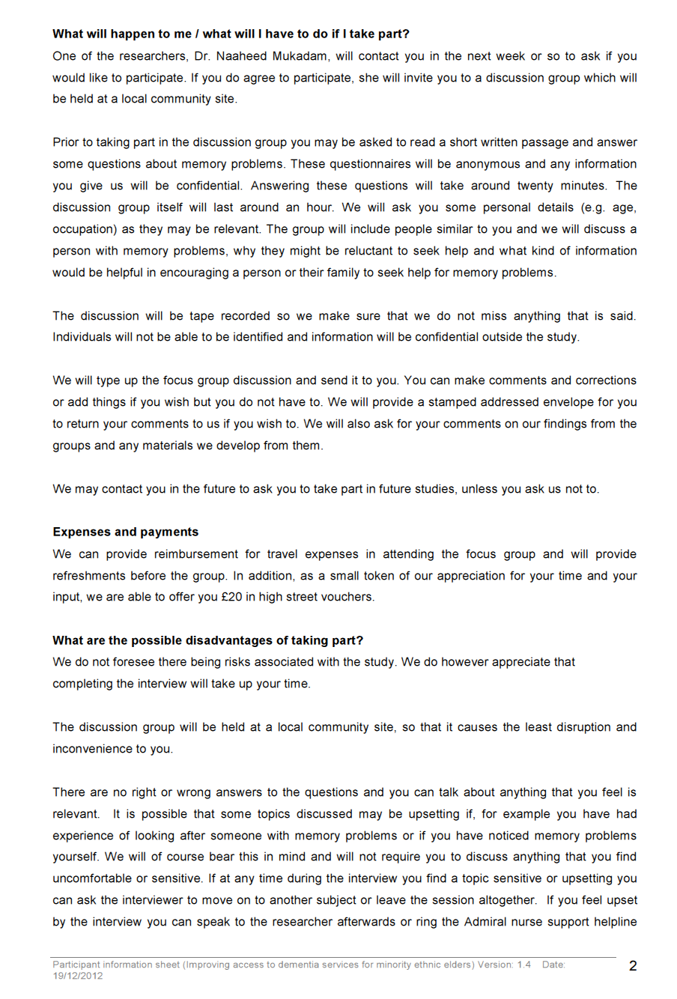 What will happen to me / what will I have to do if I take part?
One of the researchers, Dr. Naaheed Mukadam, will contact you in the next week or so to ask if you
would like to participate. If you do agree to participate, she will invite you to a discussion group which will
be held at a local community site.
Prior to taking part in the discussion group you may be asked to read a short written passage and answer
some questions about memory problems. These questionnaires will be anonymous and any information
you give us will be confidential. Answering these questions will take around twenty minutes. The
discussion group itself will last around an hour. We will ask you some personal details (e.g. age,
occupation) as they may be relevant. The group will include people similar to you and we will discuss a
person with memory problems, why they might be reluctant to seek help and what kind of information
would be helpful in encouraging a person or their family to seek help for memory problems.
The discussion will be tape recorded so we make sure that we do not miss anything that is said.
Individuals will not be able to be identified and information will be confidential outside the study.
We will type up the focus group discussion and send it to you. You can make comments and corrections
or add things if you wish but you do not have to. We will provide a stamped addressed envelope for you
to return your comments to us if you wish to. We will also ask for your comments on our findings from the
groups and any materials we develop from them.
We may contact you in the future to ask you to take part in future studies, unless you ask us not to.
Expenses and payments
We can provide reimbursement for travel expenses in attending the focus group and will provide
refreshments before the group. In addition, as a small token of our appreciation for your time and your
input, we are able to offer you £20 in high street vouchers.
What are the possible disadvantages of taking part?
We do not foresee there being risks associated with the study. We do however appreciate that
completing the interview will take up your time.
The discussion group will be held at a local community site, so that it causes the least disruption and
inconvenience to you.
There are no right or wrong answers to the questions and you can talk about anything that you feel is
relevant. It is possible that some topics discussed may be upsetting if, for example you have had
experience of looking after someone with memory problems or if you have noticed memory problems
yourself. We will of course bear this in mind and will not require you to discuss anything that you find
uncomfortable or sensitive. If at any time during the interview you find a topic sensitive or upsetting you
can ask the interviewer to move on to another subject or leave the session altogether. If you feel upset
by the interview you can speak to the researcher afterwards or ring the Admiral nurse support helpline
Participant information sheet (Improving access to dementia services for minority ethnic elders) Version: 1.4 Date:
19/12/2012
2